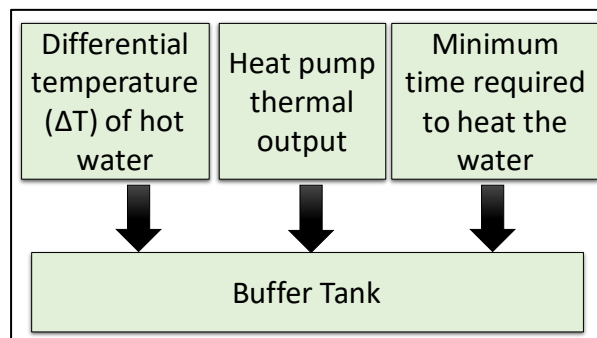 Differential
temperature
(ΔT) of hot
water
Heat pump
thermal
output
Minimum
time required
to heat the
water
Buffer Tank